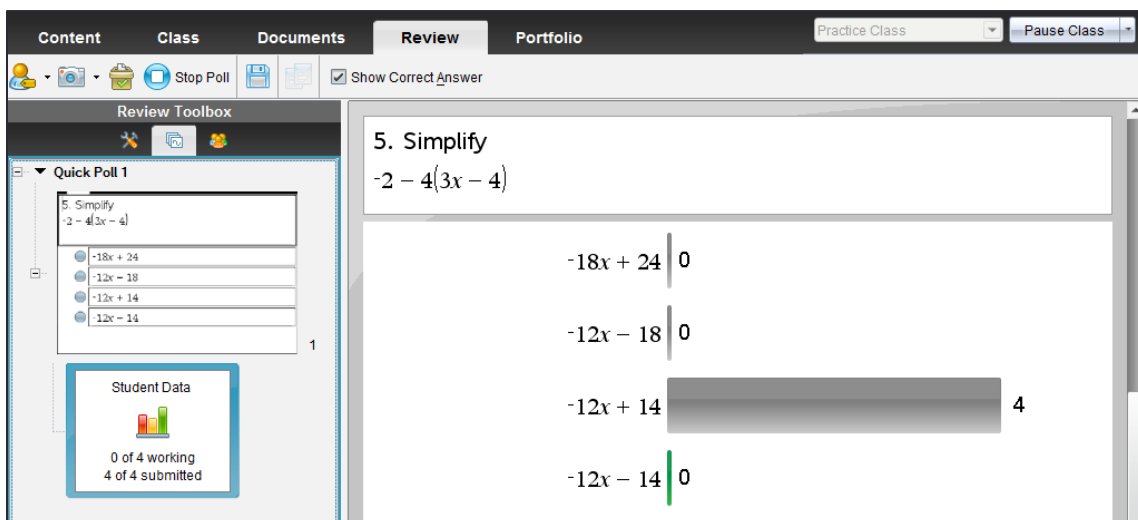 Content Class Documents Review Portfolio Practice Class Pause Class
Stop Poll Show Correct Answer
Review Toolbox
Quick Poll 1
5. Simplify
-2 – 4(3x – 4)
-18x + 24
-12x – 18
-12x + 14
-12x – 14
1
Student Data
0 of 4 working
4 of 4 submitted
5. Simplify
-2 – 4(3x – 4)
-18x + 24 0
-12x – 18 0
-12x + 14 4
-12x – 14 0